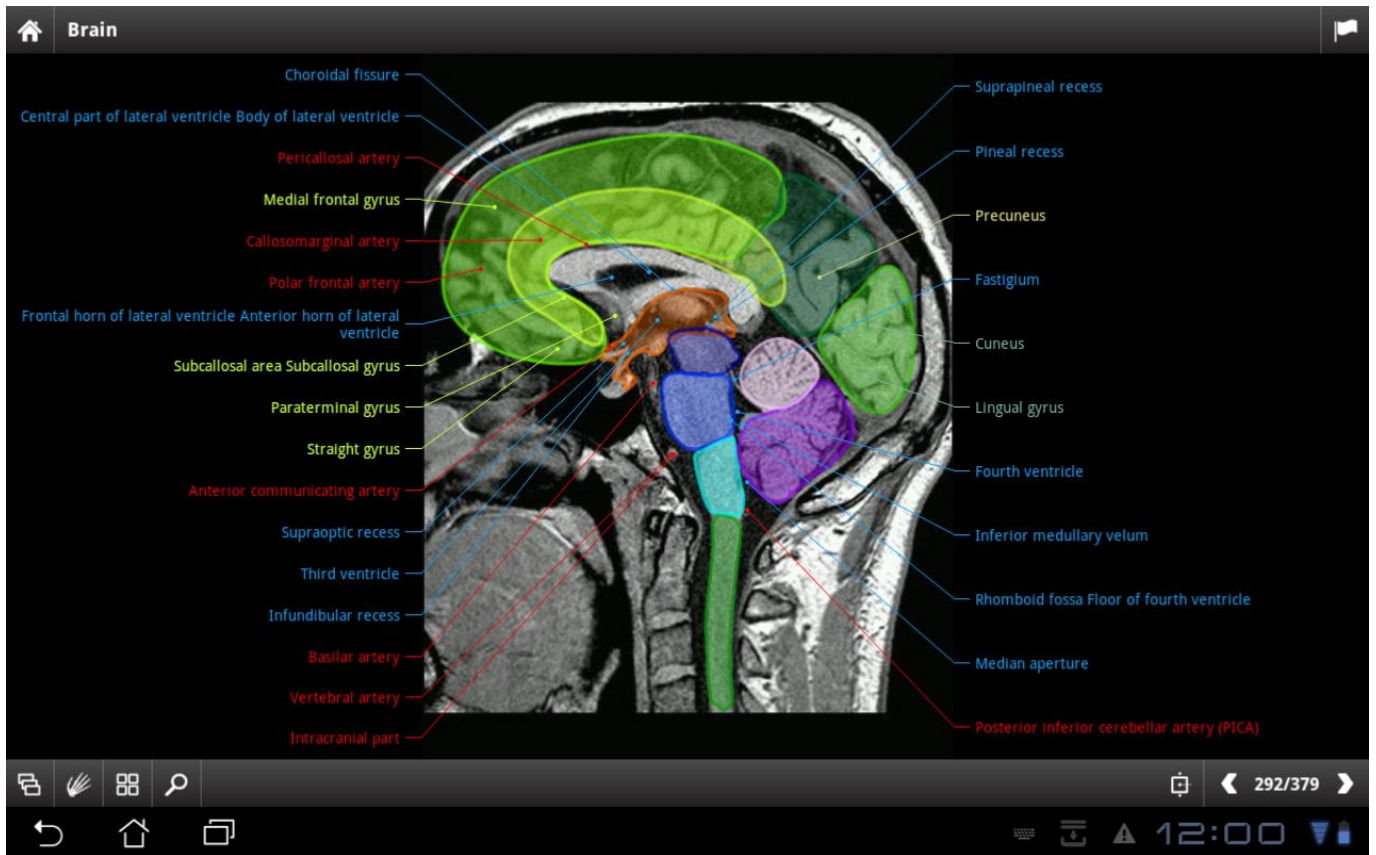 Brain
Choroidal fissure
Central part of lateral ventricle Body of lateral ventricle
Pericallosal artery
Medial frontal gyrus
Callosomarginal artery
Polar frontal artery
Frontal horn of lateral ventricle Anterior horn of lateral
ventricle
Subcallosal area Subcallosal gyrus
Paraterminal gyrus
Straight gyrus
Anterior communicating artery
Supraoptic recess
Third ventricle
Infundibular recess
Basilar artery
Vertebral artery
Intracranial part
Suprapineal recess
Pineal recess
Precuneus
Fastigium
Cuneus
Lingual gyrus
Fourth ventricle
Inferior medullary velum
Rhomboid fossa Floor of fourth ventricle
Median aperture
Posterior inferior cerebellar artery (PICA)
292/379
12:00